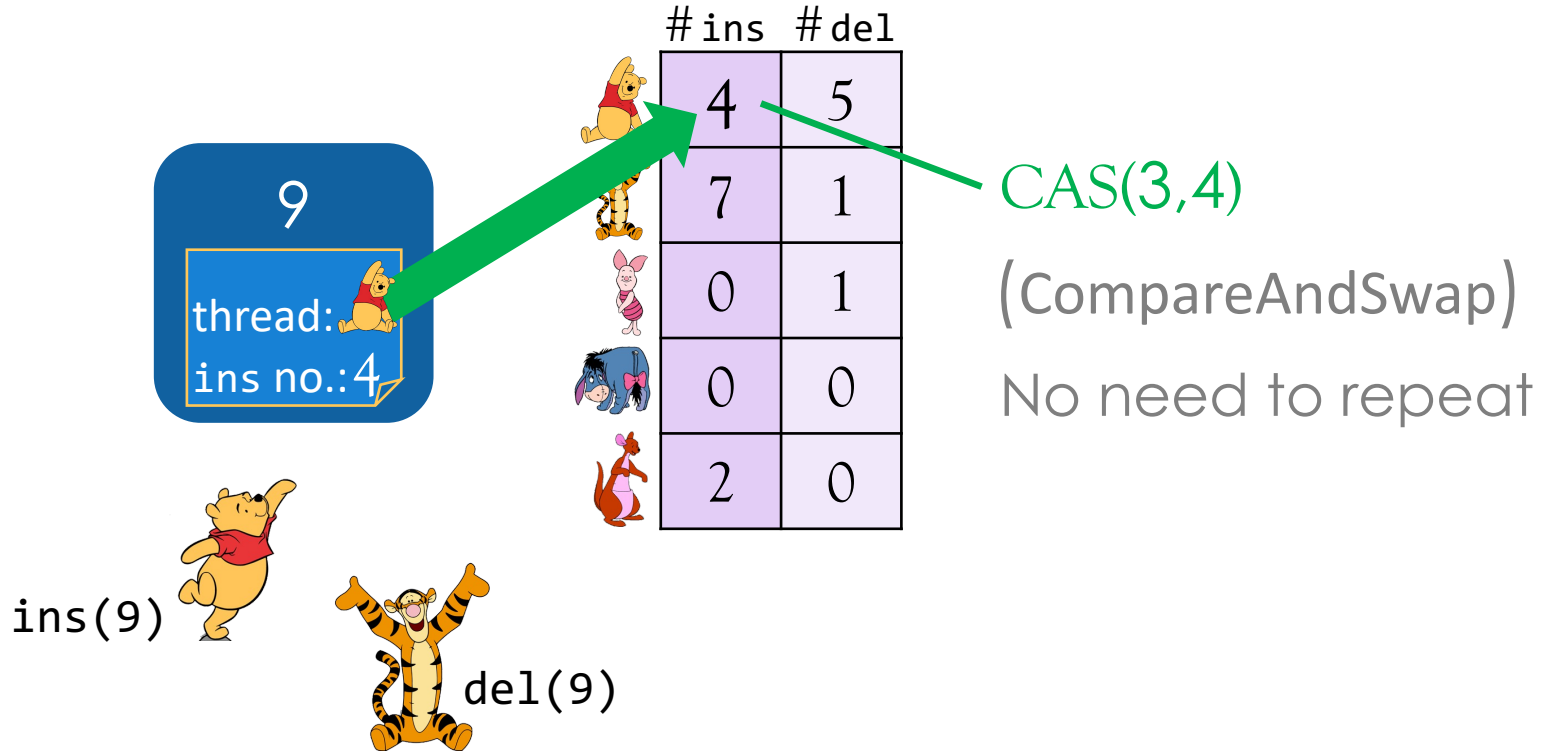 # ins # del
4 5
7 1
0 1
0 0
2 0
9
thread:
ins no.:4
CAS(3,4)
(CompareAndSwap)
No need to repeat
ins(9)
del(9)